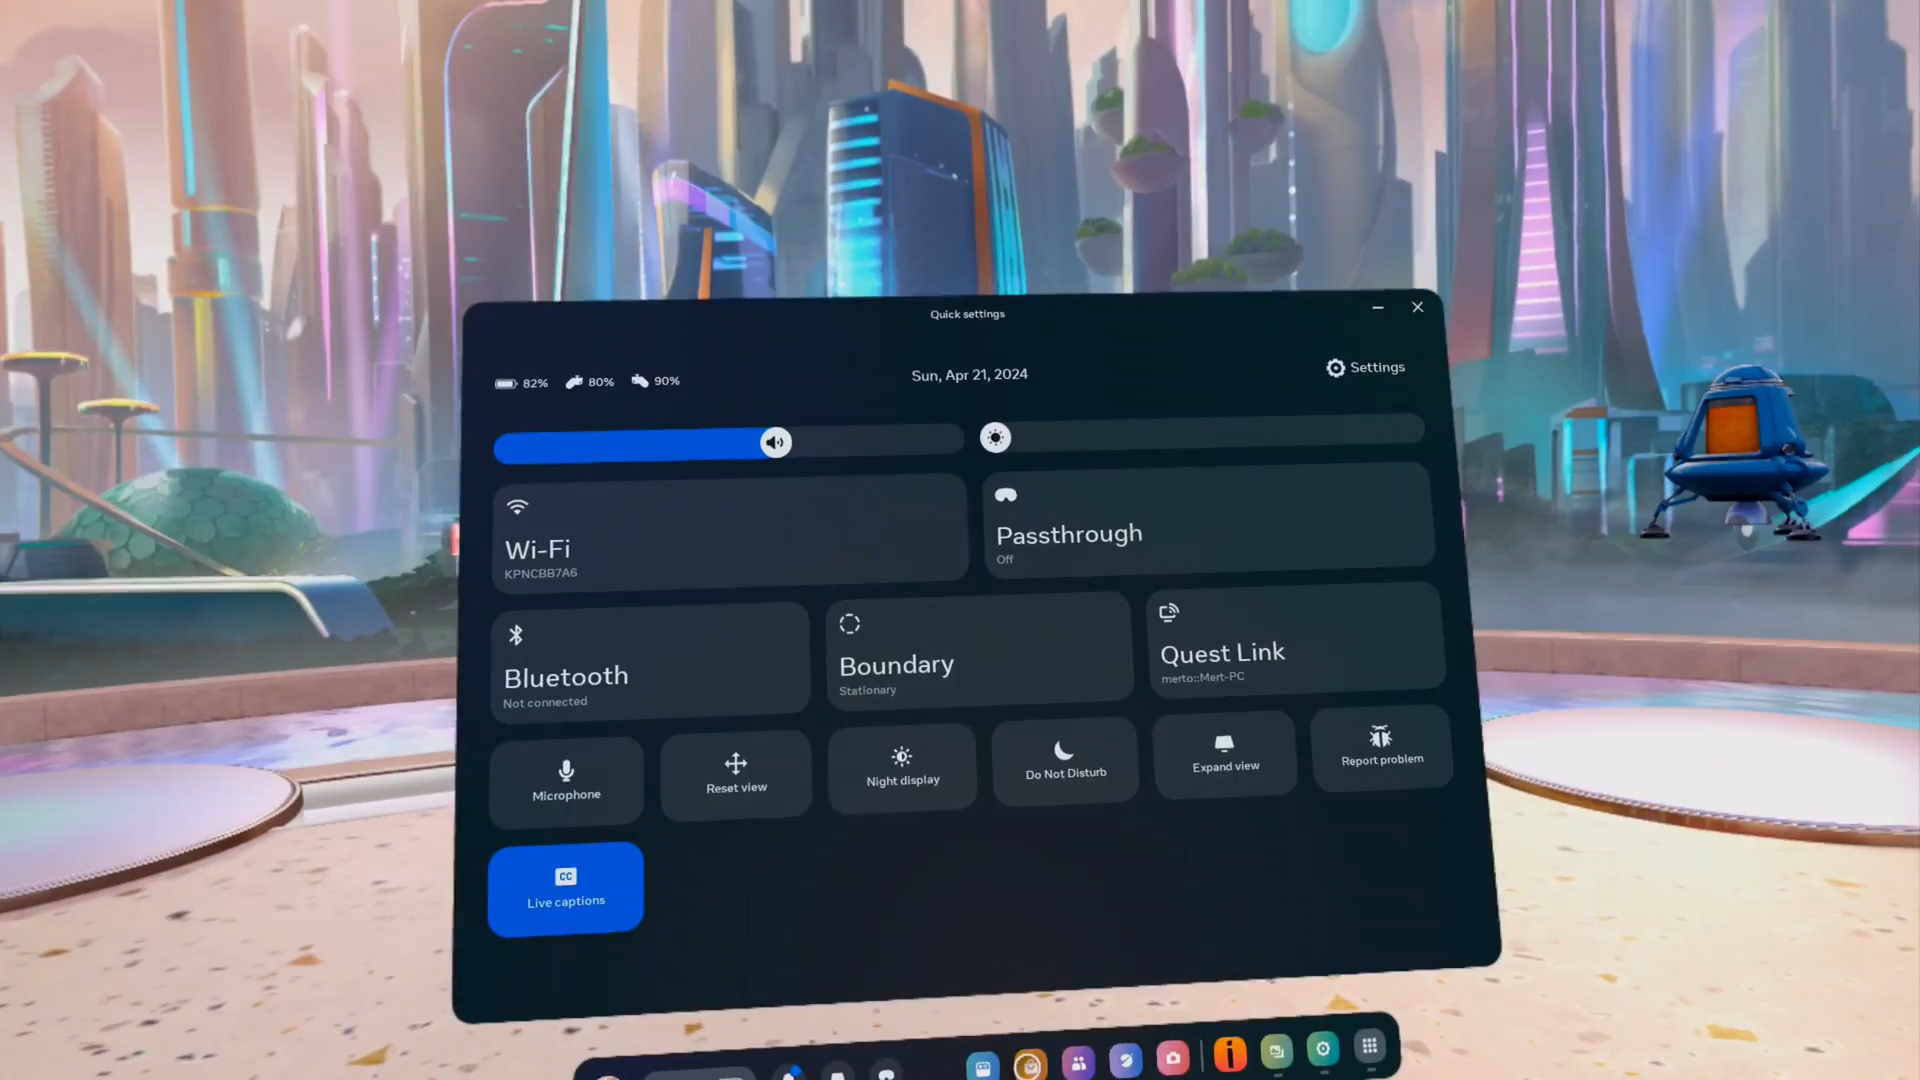 Quick settings
82% 80% 90%
Sun, Apr 21, 2024
Settings
Wi-Fi
KPNCBB7A6
Passthrough
Off
Bluetooth
Not connected
Boundary
Stationary
Quest Link
merto::Mert-PC
Microphone
Reset view
Night display
Do Not Disturb
Expand view
Report problem
CC
Live captions